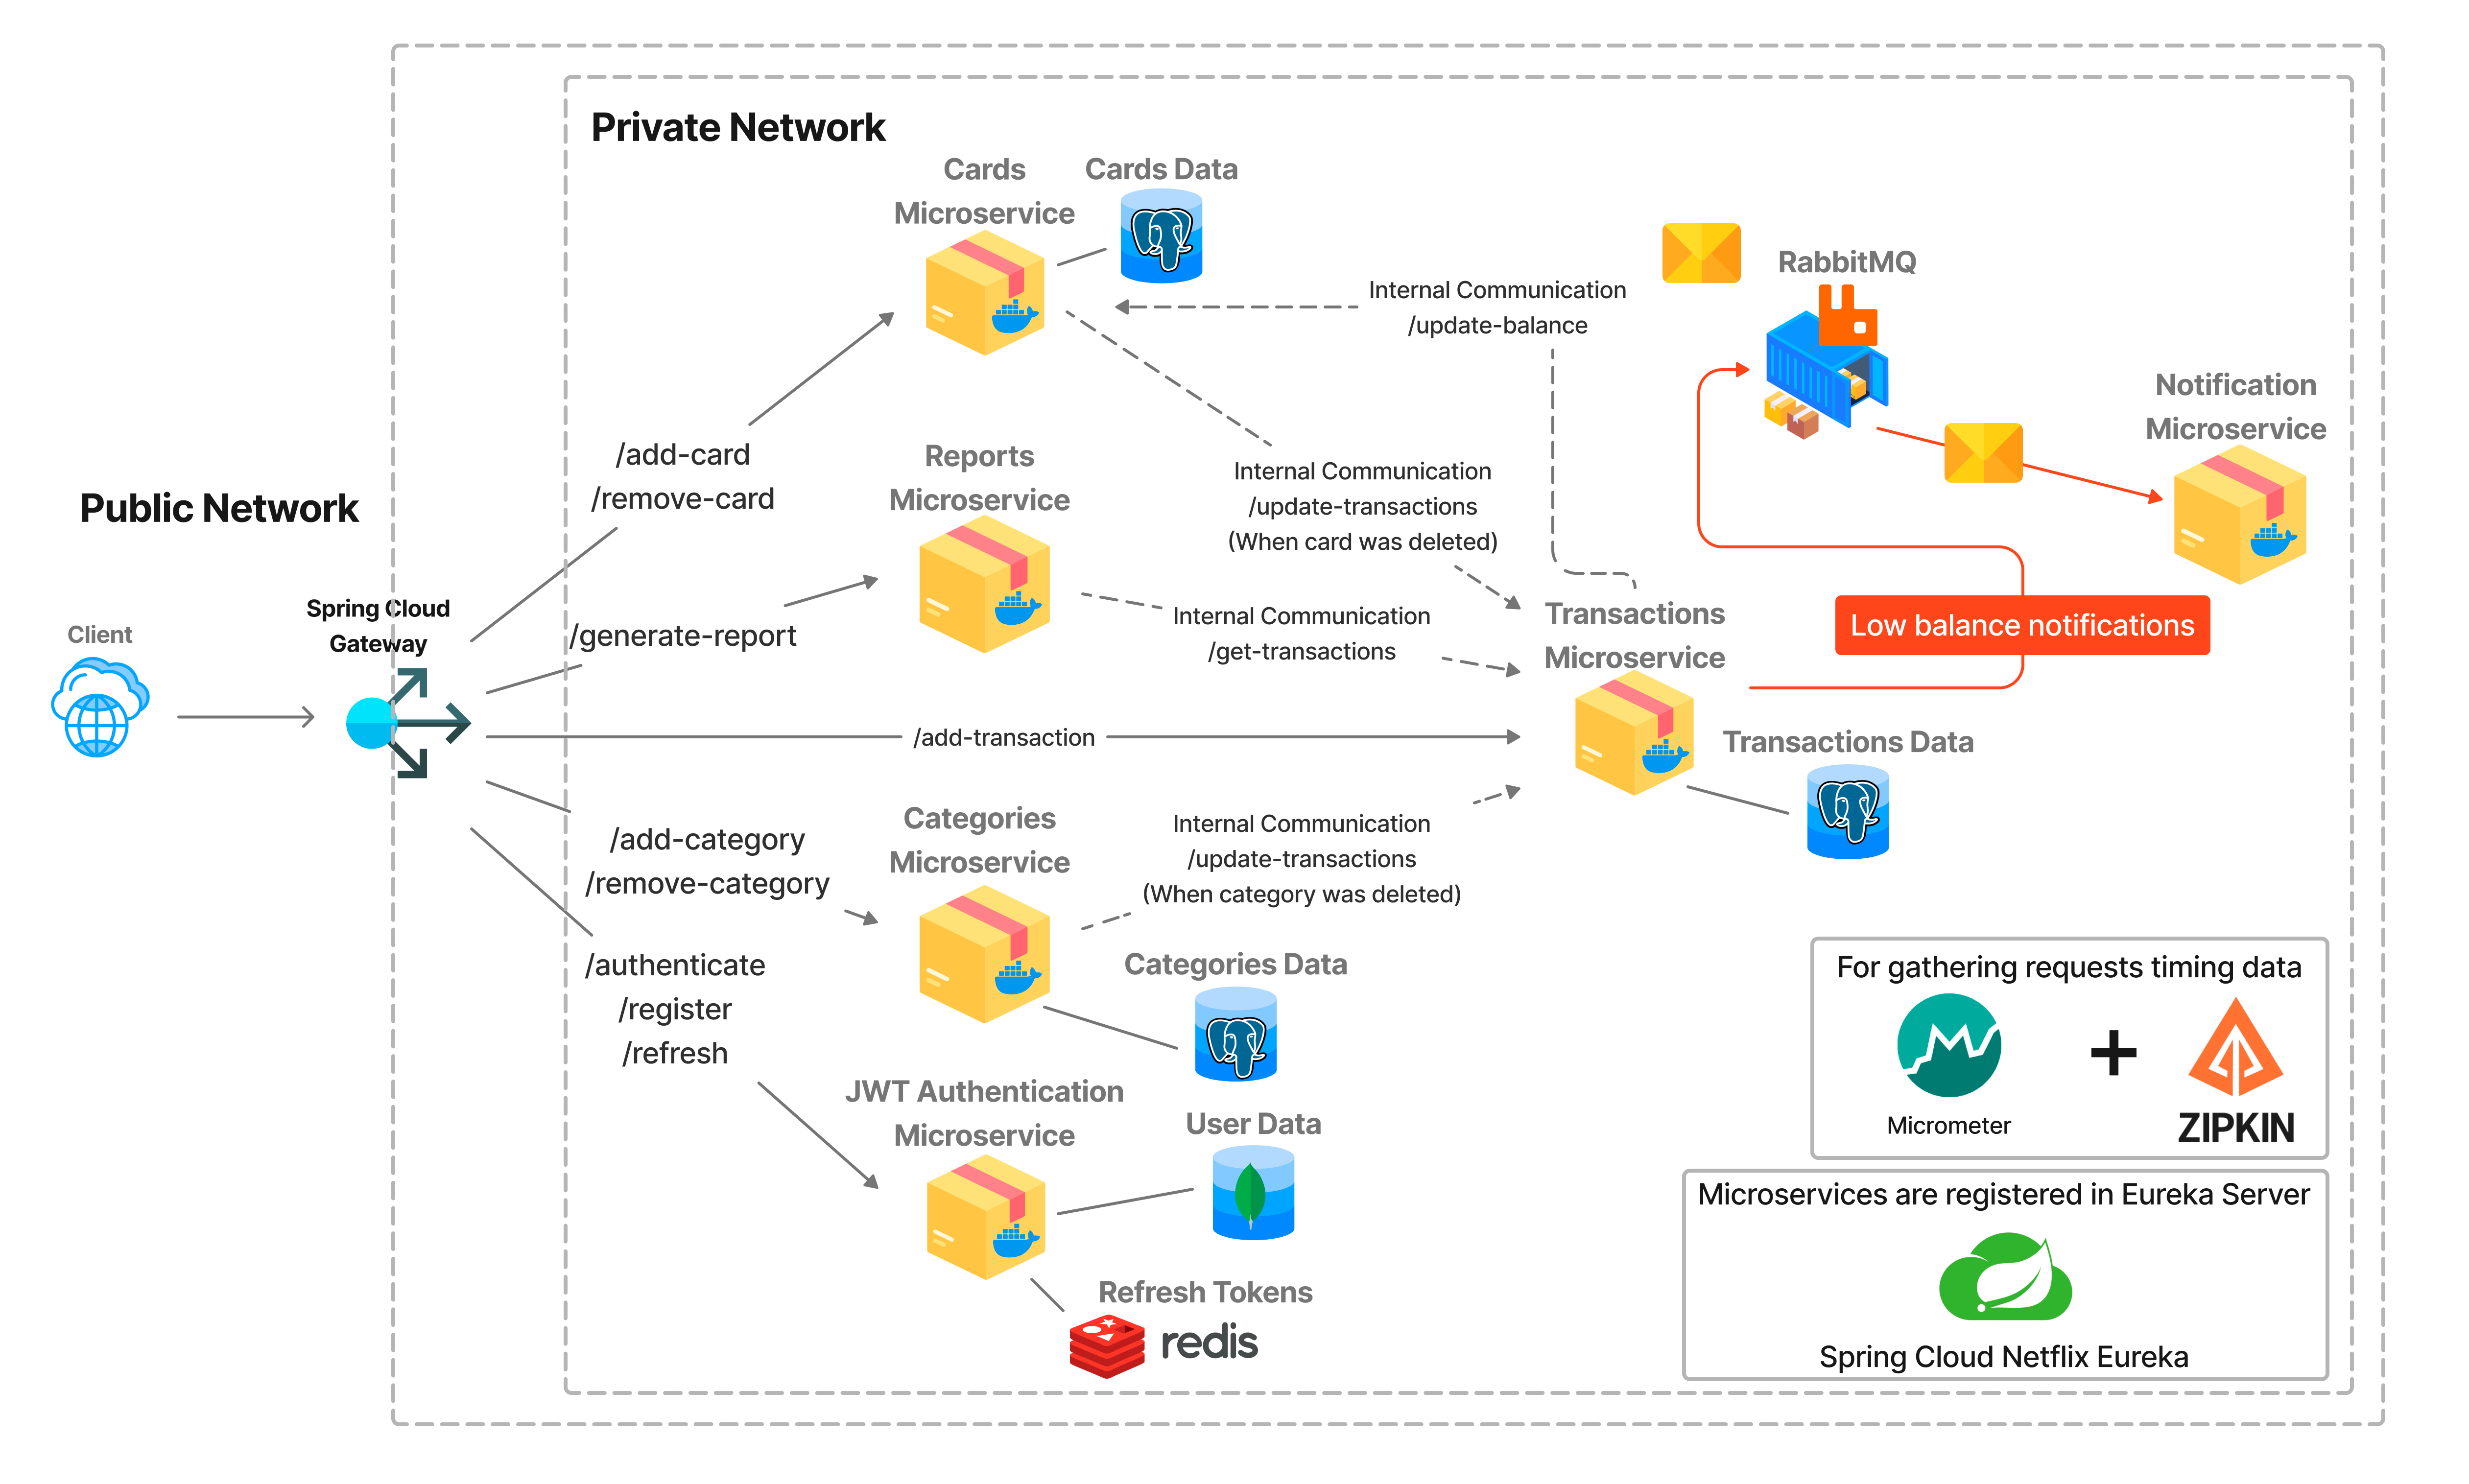 Private Network
Cards
Microservice
Cards Data
RabbitMQ
Internal Communication
/update-balance
Notification
Microservice
/add-card
/remove-card
Reports
Microservice
Internal Communication
/update-transactions
(When card was deleted)
Public Network
Spring Cloud
Gateway
Client
/generate-report
Internal Communication
/get-transactions
Transactions
Microservice
Low balance notifications
/add-transaction
Transactions Data
/add-category
/remove-category
Categories
Microservice
Internal Communication
/update-transactions
(When category was deleted)
Categories Data
/authenticate
/register
/refresh
JWT Authentication
Microservice
User Data
Refresh Tokens
redis
For gathering requests timing data
Micrometer
+
ZIPKIN
Microservices are registered in Eureka Server
Spring Cloud Netflix Eureka